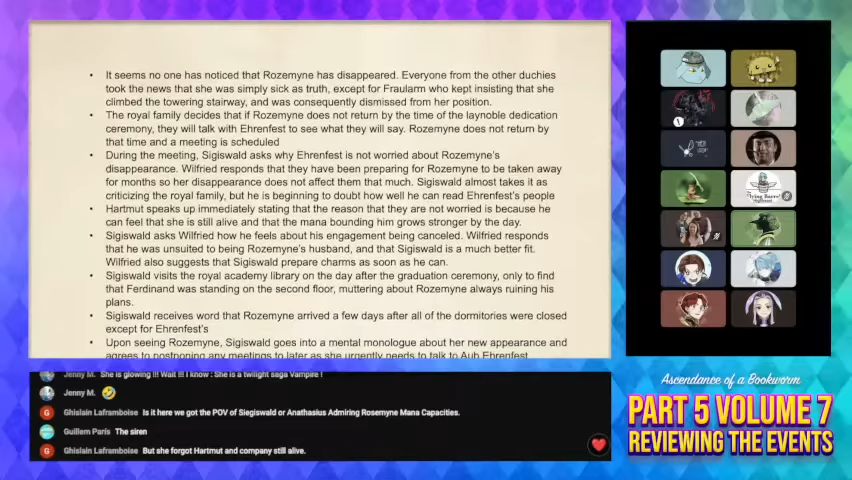 • It seems no one has noticed that Rozemyne has disappeared. Everyone from the other duchies
took the news that she was simply sick as truth, except for Fraularm who kept insisting that she
climbed the towering stairway, and was consequently dismissed from her position.
• The royal family decides that if Rozemyne does not return by the time of the laynoble dedication
ceremony, they will talk with Ehrenfest to see what they will say. Rozemyne does not return by
that time and a meeting is scheduled
• During the meeting, Sigiswald asks why Ehrenfest is not worried about Rozemyne's
disappearance. Wilfried responds that they have been preparing for Rozemyne to be taken away
for months so her disappearance does not affect them that much. Sigiswald almost takes it as
criticizing the royal family, but he is beginning to doubt how well he can read Ehrenfest's people
• Hartmut speaks up immediately stating that the reason that they are not worried is because he
can feel that she is still alive and that the mana bounding him grows stronger by the day.
• Sigiswald asks Wilfried how he feels about his engagement being canceled. Wilfried responds
that he was unsuited to being Rozemyne's husband, and that Sigiswald is a much better fit.
Wilfried also suggests that Sigiswald prepare charms as soon as he can.
• Sigiswald visits the royal academy library on the day after the graduation ceremony, only to find
that Ferdinand was standing on the second floor, muttering about Rozemyne always ruining his
plans.
• Sigiswald receives word that Rozemyne arrived a few days after all of the dormitories were closed
except for Ehrenfest's
• Upon seeing Rozemyne, Sigiswald goes into a mental monologue about her new appearance and
agrees to postponing any meetings to later as she urgently needs to talk to Aub Ehrenfest
Jenny M. She is glowing !!! Wait !!! I know : She is a twilight saga Vampire !
Jenny M. 🤣
G Ghislain Laframboise Is it here we got the POV of Siegiswald or Anathasius Admiring Rosemyne Mana Capacities.
Guillem París The siren
G Ghislain Laframboise But she forgot Hartmut and company still alive.
Ascendance of a Bookworm
PART 5 VOLUME 7
REVIEWING THE EVENTS